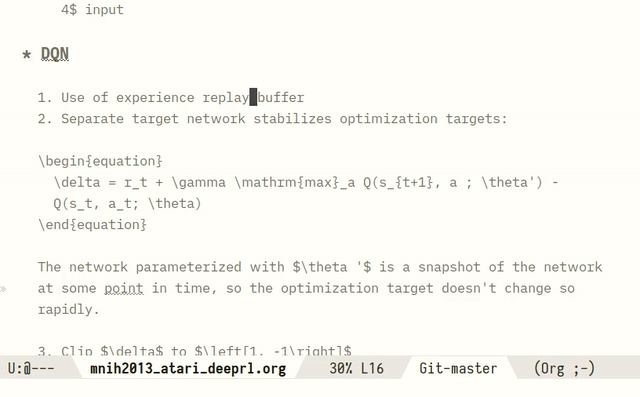 4$ input
* DQN
1. Use of experience replay buffer
2. Separate target network stabilizes optimization targets:
\begin{equation}
\delta = r_t + \gamma \mathrm{max}_a Q(s_{t+1}, a ; \theta') -
Q(s_t, a_t; \theta)
\end{equation}
The network parameterized with $\theta '$ is a snapshot of the network
at some point in time, so the optimization target doesn't change so
rapidly.
3. Clip $\delta$ to $\left[1, -1\right]$
U:@--- mnih2013_atari_deeprl.org 30% L16 Git-master (Org ;-)